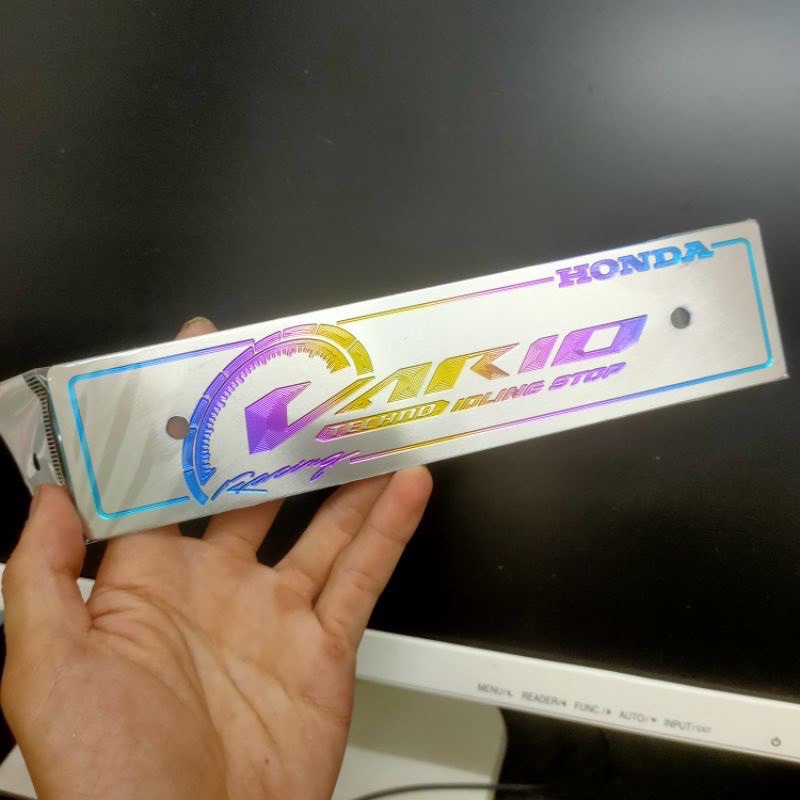 HONDA
VARIO
TECHNO IDLING STOP
Racing
MENU/ READER/ FUNC./ AUTO/ INPUT/EXIT